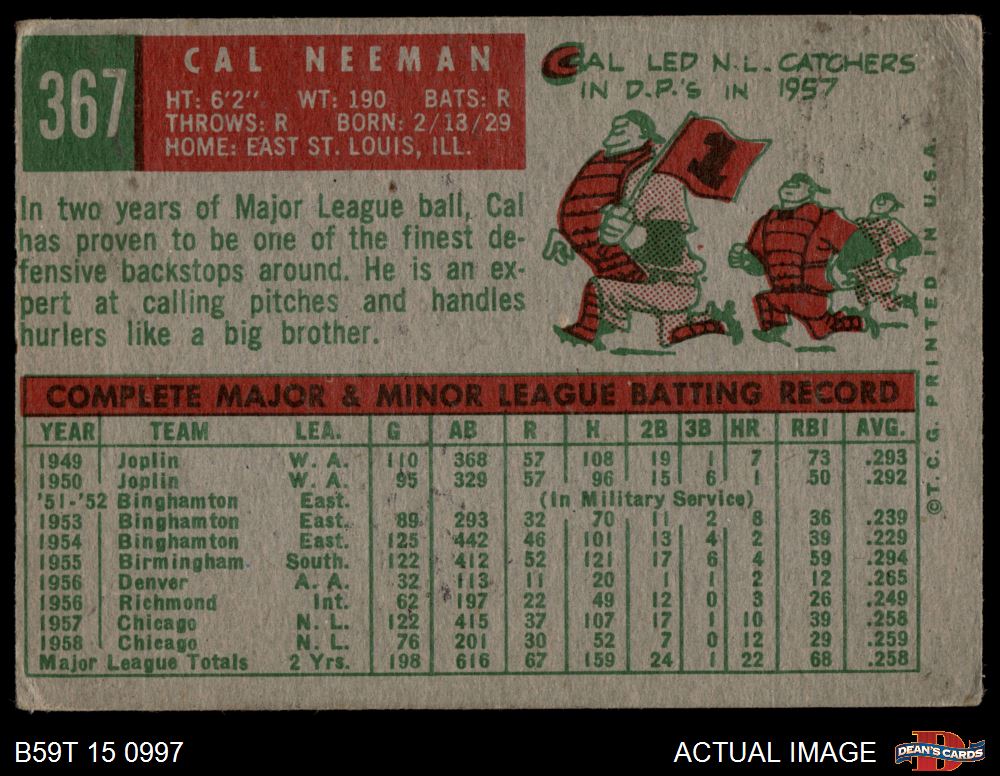 367
CAL NEEMAN
HT: 6'2" WT: 190 BATS: R
THROWS: R BORN: 2/18/29
HOME: EAST ST. LOUIS, ILL.
CAL LED N.L. CATCHERS
IN D.P.'S IN 1957
1
In two years of Major League ball, Cal
has proven to be one of the finest de-
fensive backstops around. He is an ex-
pert at calling pitches and handles
hurlers like a big brother.
COMPLETE MAJOR & MINOR LEAGUE BATTING RECORD
YEAR TEAM LEA. G AB R H 2B 3B HR RBI AVG.
1949 Joplin W. A. 110 368 57 108 19 1 7 73 .293
1950 Joplin W. A. 95 329 57 96 15 6 1 50 .292
'51-'52 Binghamton East. (In Military Service)
1953 Binghamton East. 89 293 32 70 11 2 8 36 .239
1954 Binghamton East. 125 442 46 101 13 4 2 39 .229
1955 Birmingham South. 122 412 52 121 17 6 4 59 .294
1956 Denver A. A. 32 113 11 20 1 1 2 12 .265
1956 Richmond Int. 62 197 22 49 12 0 3 26 .249
1957 Chicago N. L. 122 415 37 107 17 1 10 39 .258
1958 Chicago N. L. 76 201 30 52 7 0 12 29 .259
Major League Totals 2 Yrs. 198 616 67 159 24 1 22 68 .258
©T. C. G. PRINTED IN U.S.A.
B59T 15 0997
ACTUAL IMAGE
DEAN'S CARDS